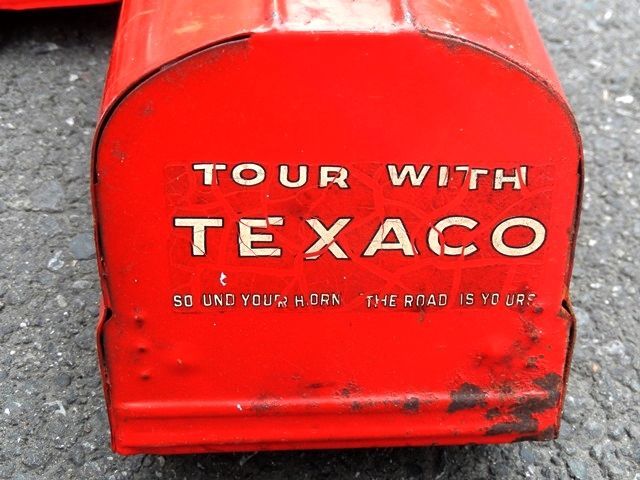 TOUR WITH
TEXACO
SOUND YOUR HORN THE ROAD IS YOURS